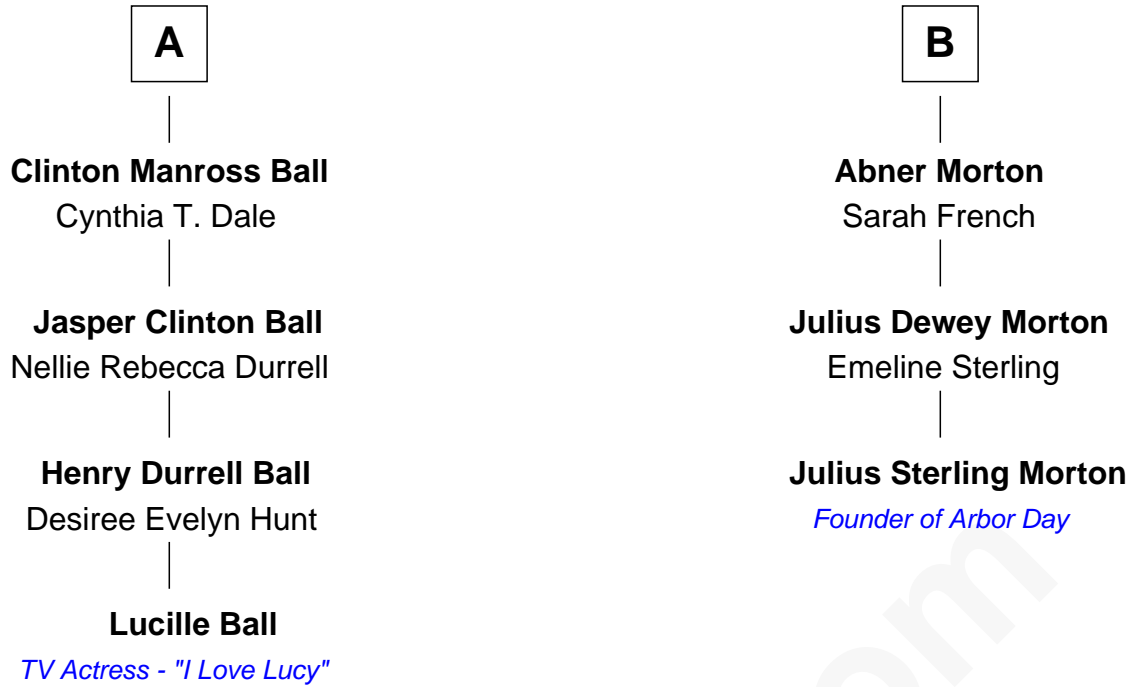 A
Clinton Manross Ball
Cynthia T. Dale
Jasper Clinton Ball
Nellie Rebecca Durrell
Henry Durrell Ball
Desiree Evelyn Hunt
Lucille Ball
TV Actress - "I Love Lucy"
B
Abner Morton
Sarah French
Julius Dewey Morton
Emeline Sterling
Julius Sterling Morton
Founder of Arbor Day
om